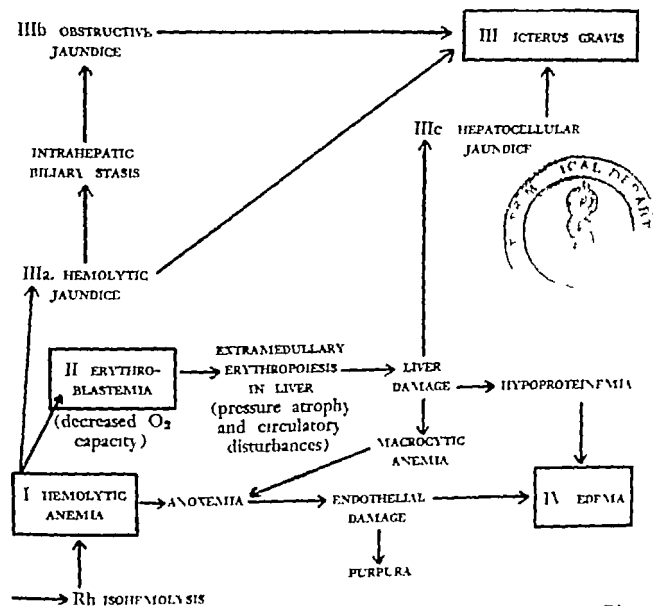 IIIb OBSTRUCTIVE
JAUNDICE
III ICTERUS GRAVIS
IIIc HEPATOCELLULAR
JAUNDICE
INTRAHEPATIC
BILIARY STASIS
ICAL DEPART
IIIa. HEMOLYTIC
JAUNDICE
II ERYTHRO-
BLASTEMIA
(decreased O₂
capacity)
EXTRAMEDULLARY
ERYTHROPOIESIS
IN LIVER
(pressure atrophy
and circulatory
disturbances)
LIVER
DAMAGE
HYPOPROTEINEMIA
MACROCYTIC
ANEMIA
I HEMOLYTIC
ANEMIA
ANOXEMIA
ENDOTHELIAL
DAMAGE
IV EDEMA
PURPURA
Rh ISOHEMOLYSIS